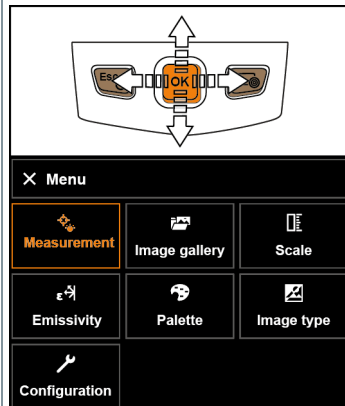 Esc
OK
× Menu
Measurement
Image gallery
Scale
ε
Emissivity
Palette
Image type
Configuration